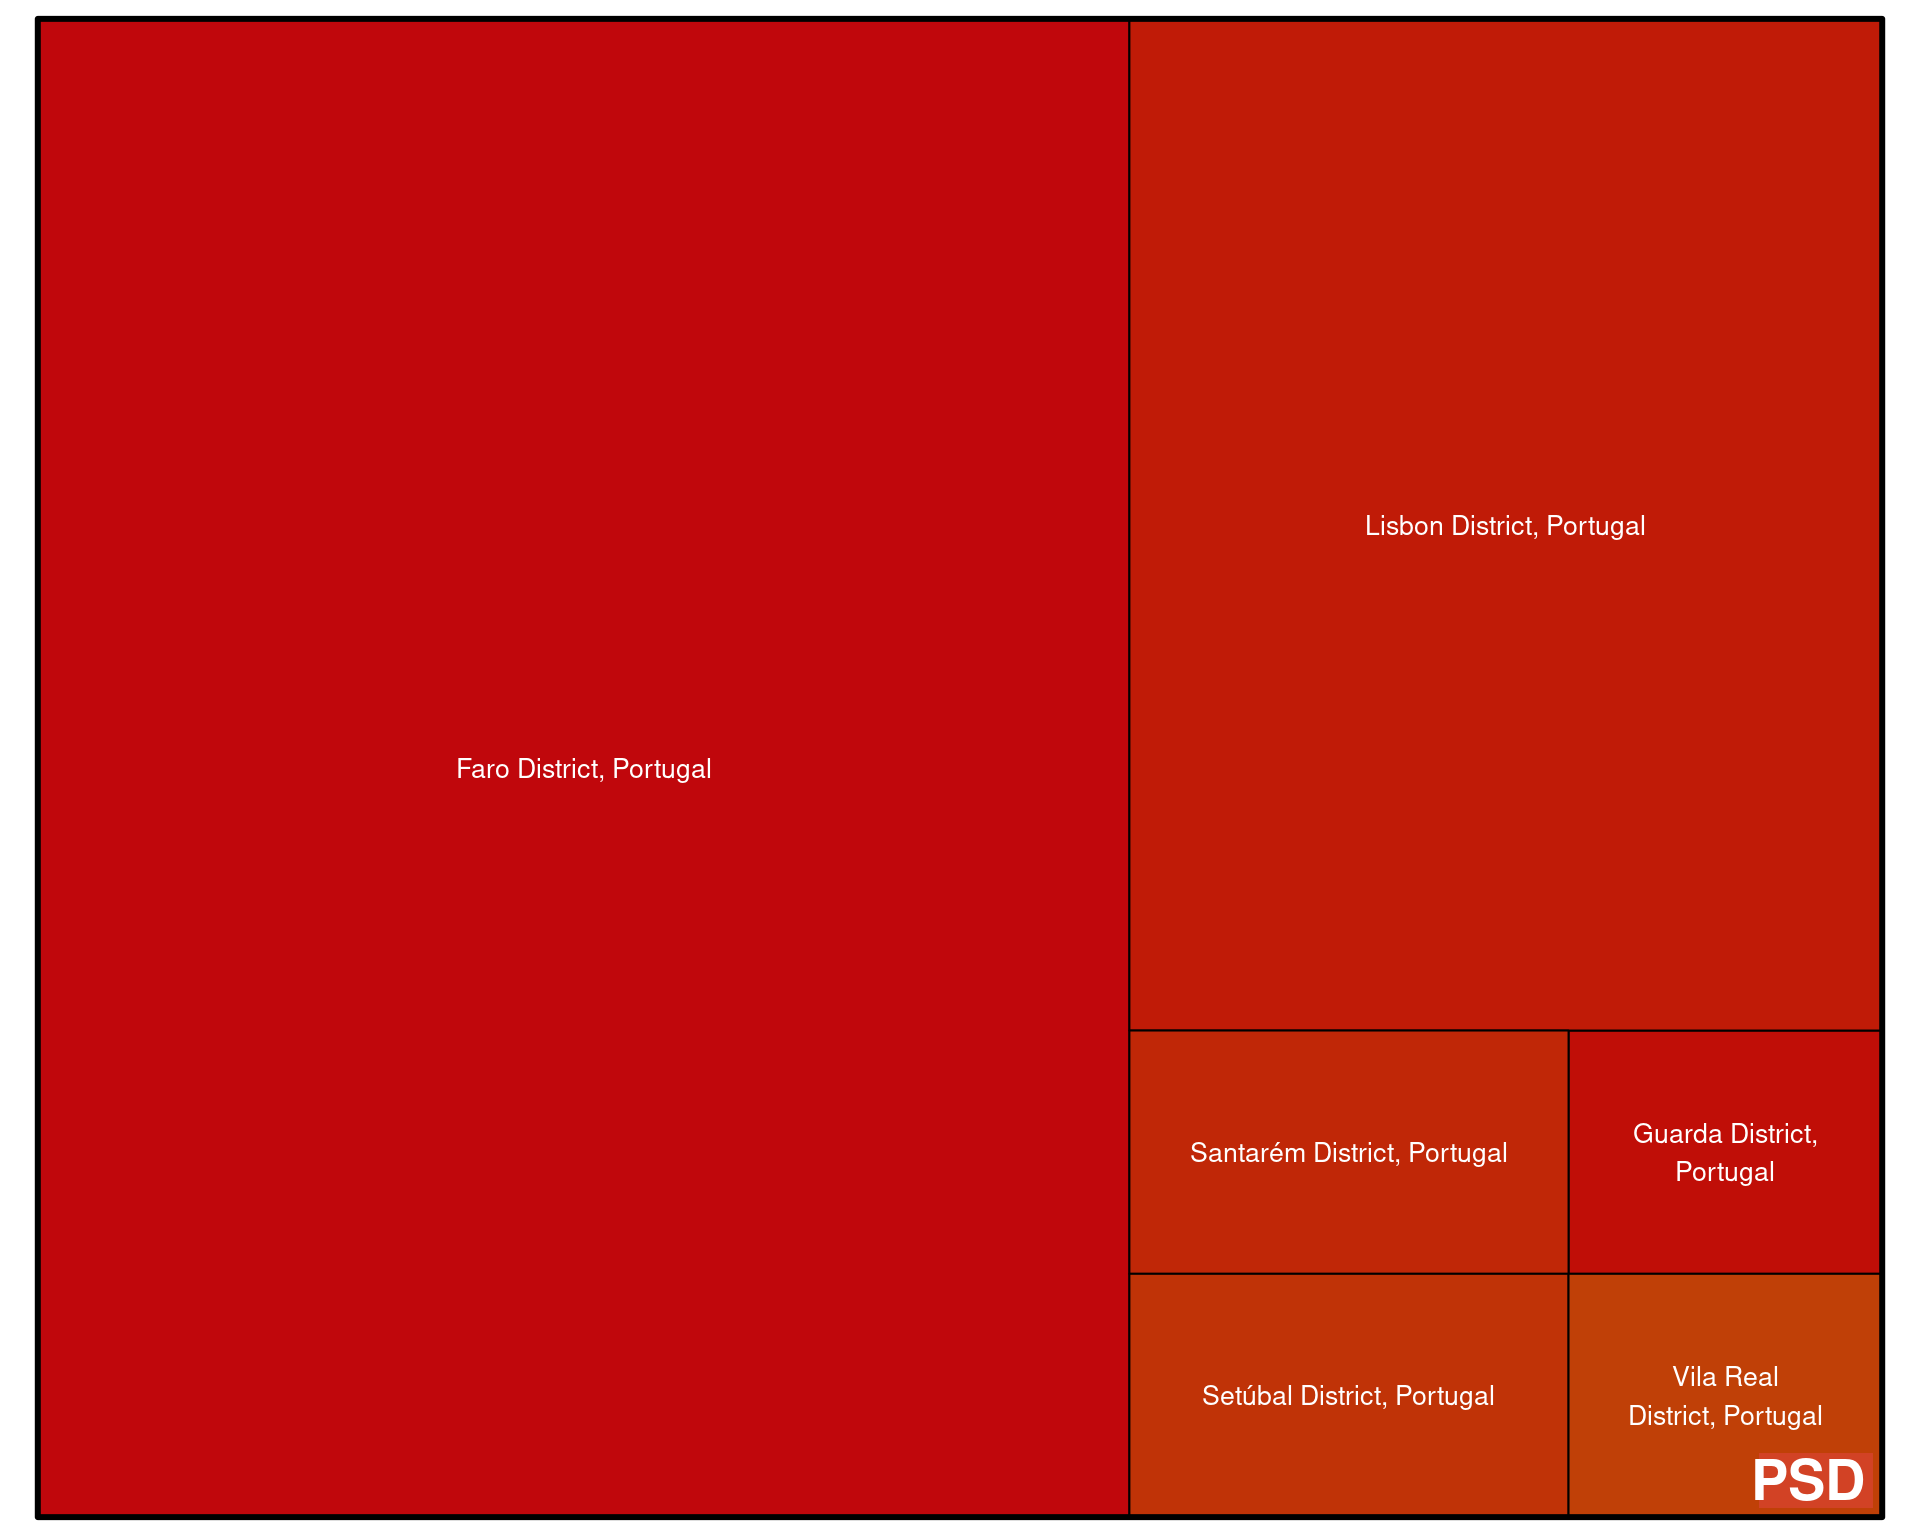 Faro District, Portugal
Lisbon District, Portugal
Santarém District, Portugal
Guarda District,
Portugal
Setúbal District, Portugal
Vila Real
District, Portugal
PSD